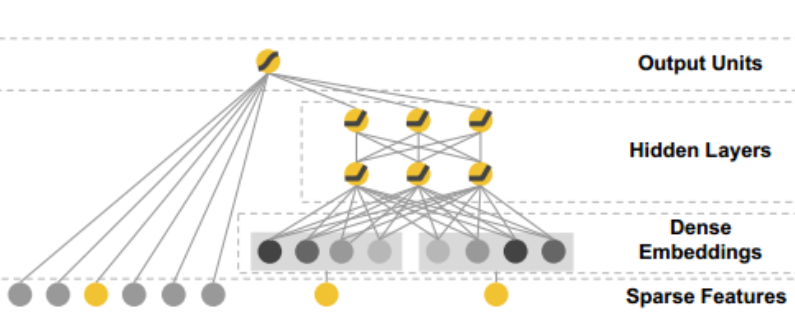 Output Units
Hidden Layers
Dense
Embeddings
Sparse Features